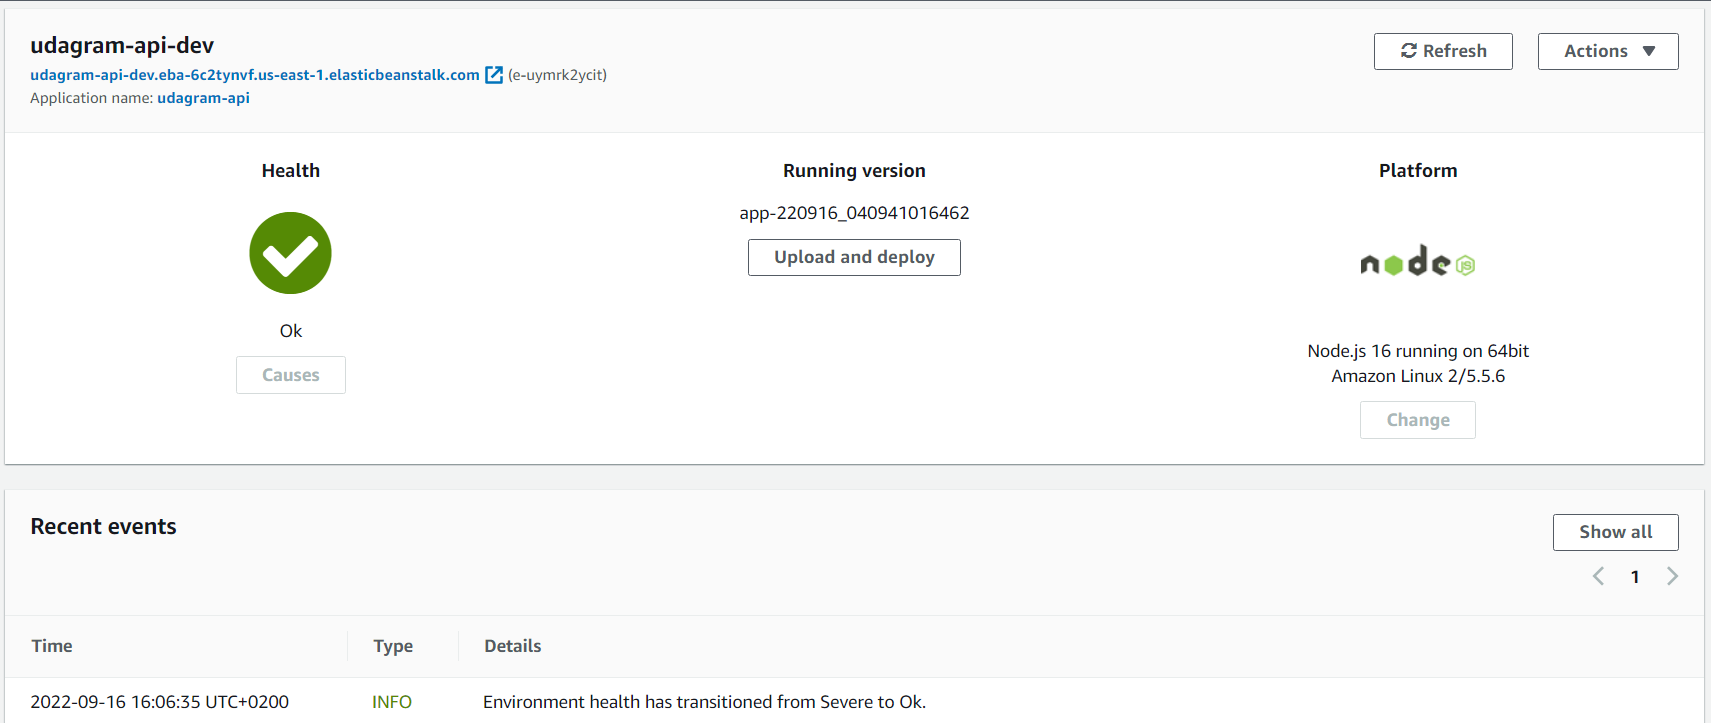 udagram-api-dev
udagram-api-dev.eba-6c2tynvf.us-east-1.elasticbeanstalk.com (e-uymrk2ycit)
Application name: udagram-api
Refresh
Actions
Health
Ok
Causes
Running version
app-220916_040941016462
Upload and deploy
Platform
node JS
Node.js 16 running on 64bit
Amazon Linux 2/5.5.6
Change
Recent events
Show all
1
Time Type Details
2022-09-16 16:06:35 UTC+0200 INFO Environment health has transitioned from Severe to Ok.